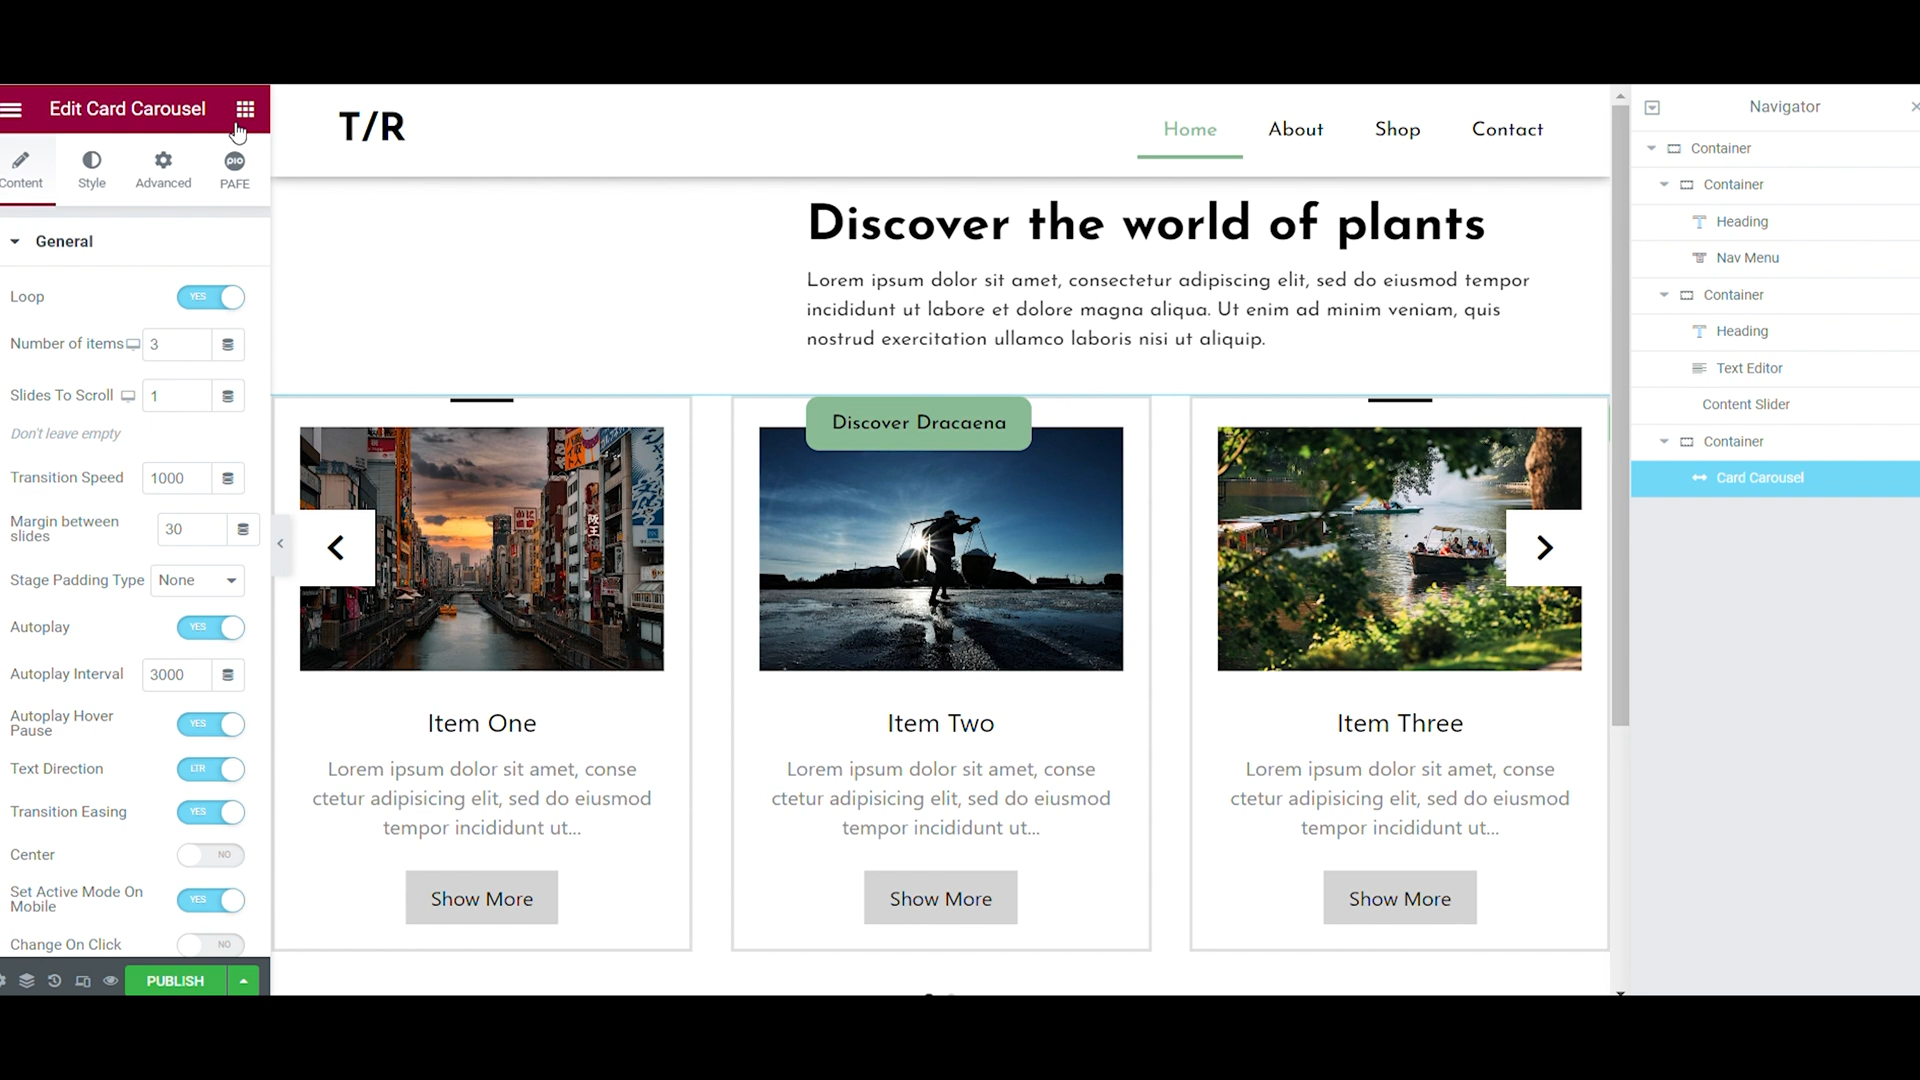 Edit Card Carousel
Content
Style
Advanced
PAFE
General
Loop
YES
Number of items
3
Slides To Scroll
1
Don't leave empty
Transition Speed
1000
Margin between
slides
30
Stage Padding Type
None
Autoplay
YES
Autoplay Interval
3000
Autoplay Hover
Pause
YES
Text Direction
LTR
Transition Easing
YES
Center
NO
Set Active Mode On
Mobile
YES
Change On Click
NO
PUBLISH
T/R
Home
About
Shop
Contact
Discover the world of plants
Lorem ipsum dolor sit amet, consectetur adipiscing elit, sed do eiusmod tempor
incididunt ut labore et dolore magna aliqua. Ut enim ad minim veniam, quis
nostrud exercitation ullamco laboris nisi ut aliquip.
Discover Dracaena
Item One
Lorem ipsum dolor sit amet, conse
ctetur adipisicing elit, sed do eiusmod
tempor incididunt ut...
Show More
Item Two
Lorem ipsum dolor sit amet, conse
ctetur adipisicing elit, sed do eiusmod
tempor incididunt ut...
Show More
Item Three
Lorem ipsum dolor sit amet, conse
ctetur adipisicing elit, sed do eiusmod
tempor incididunt ut...
Show More
Navigator
Container
Container
Heading
Nav Menu
Container
Heading
Text Editor
Content Slider
Container
Card Carousel